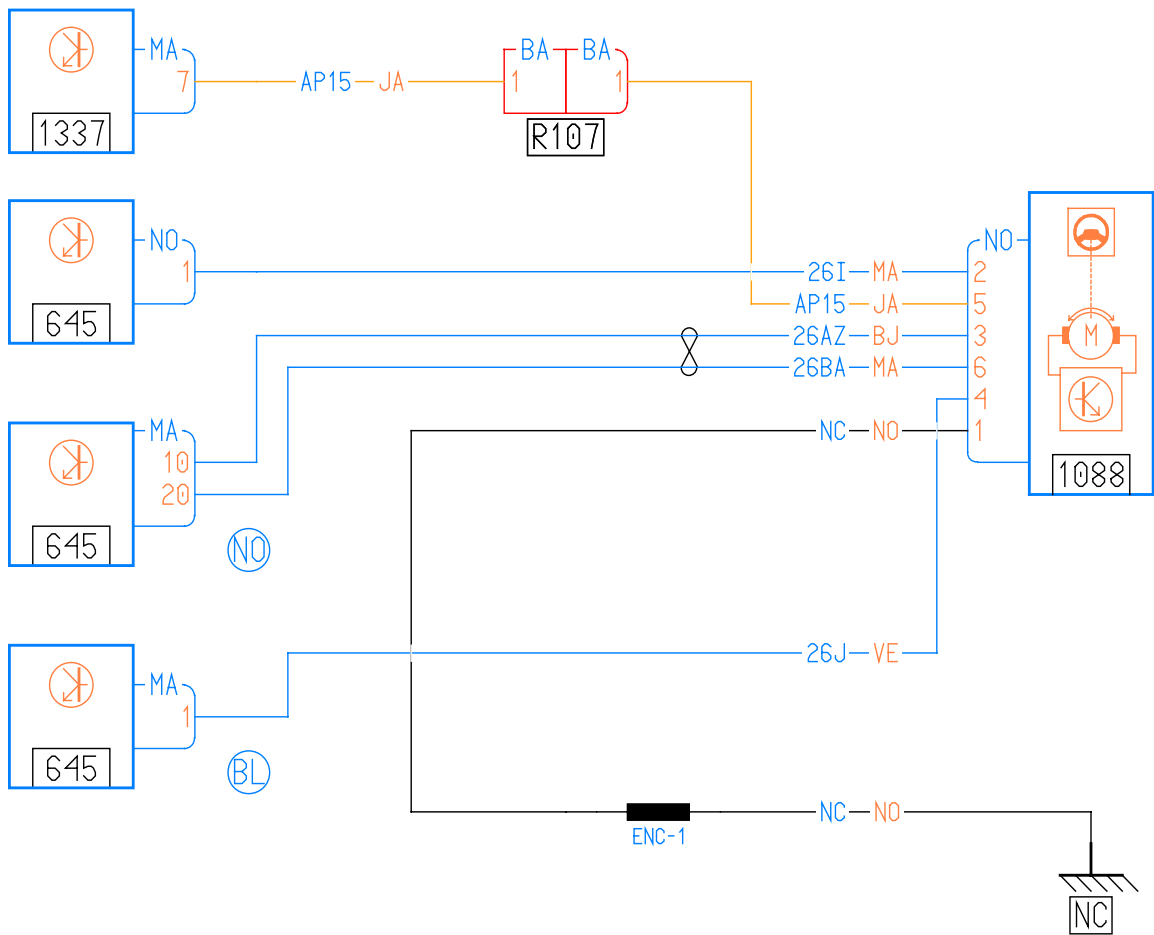 MA
7
AP15 JA
BA BA
1 1
1337
R107
NO
1
645
NO
26I MA 2
AP15 JA 5
26AZ BJ 3
26BA MA 6
4
NC NO 1
M
1088
MA
10
20
645
NO
26J VE
MA
1
645
BL
NC NO
ENC-1
NC